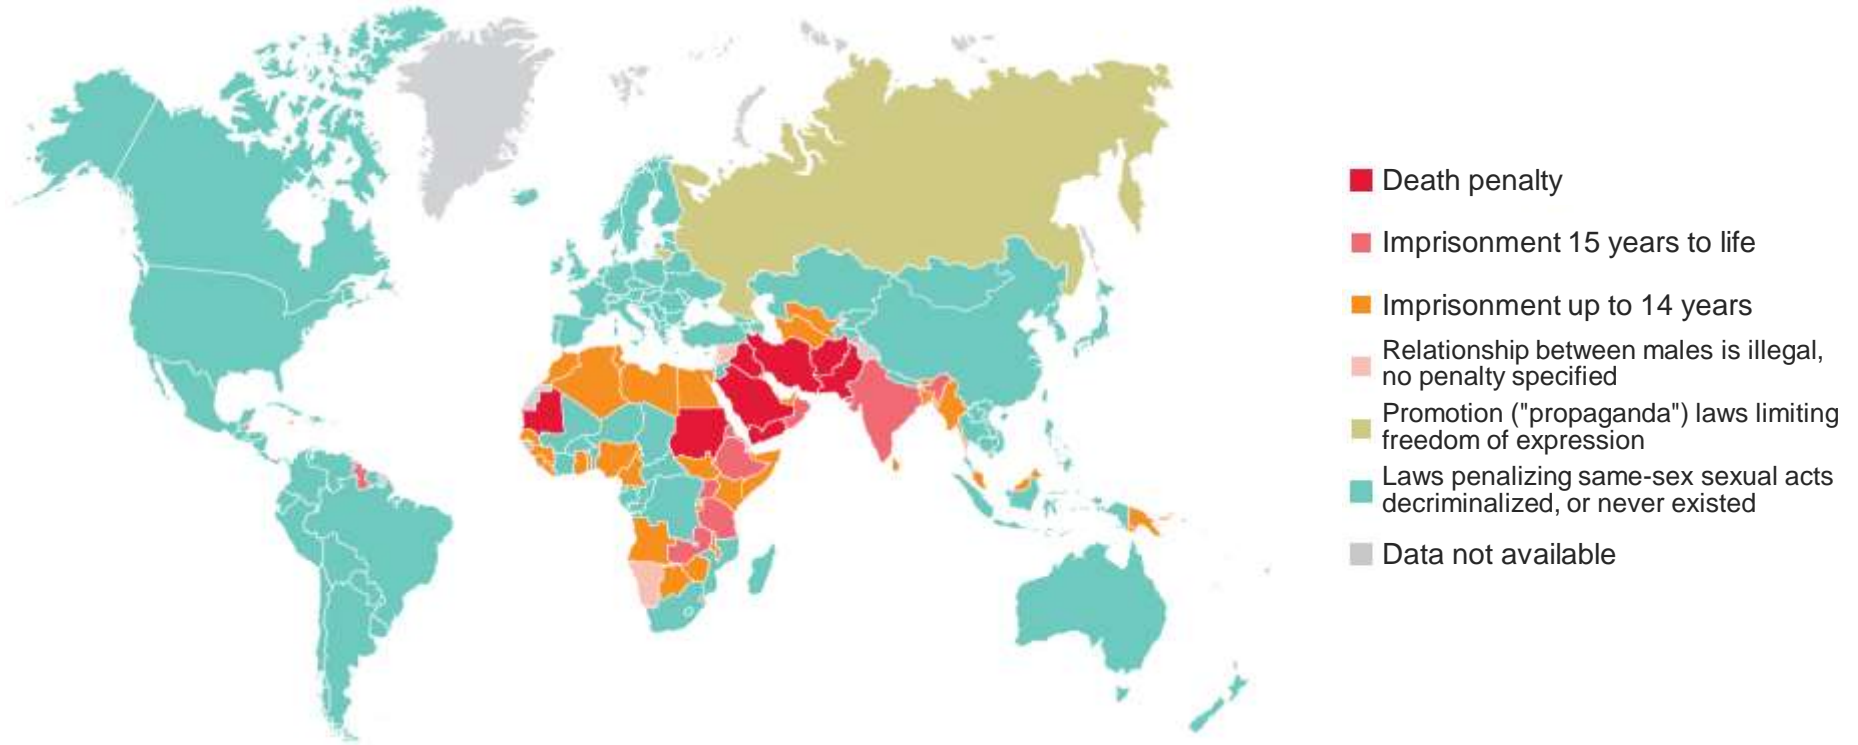 Death penalty
Imprisonment 15 years to life
Imprisonment up to 14 years
Relationship between males is illegal,
no penalty specified
Promotion ("propaganda") laws limiting
freedom of expression
Laws penalizing same-sex sexual acts
decriminalized, or never existed
Data not available